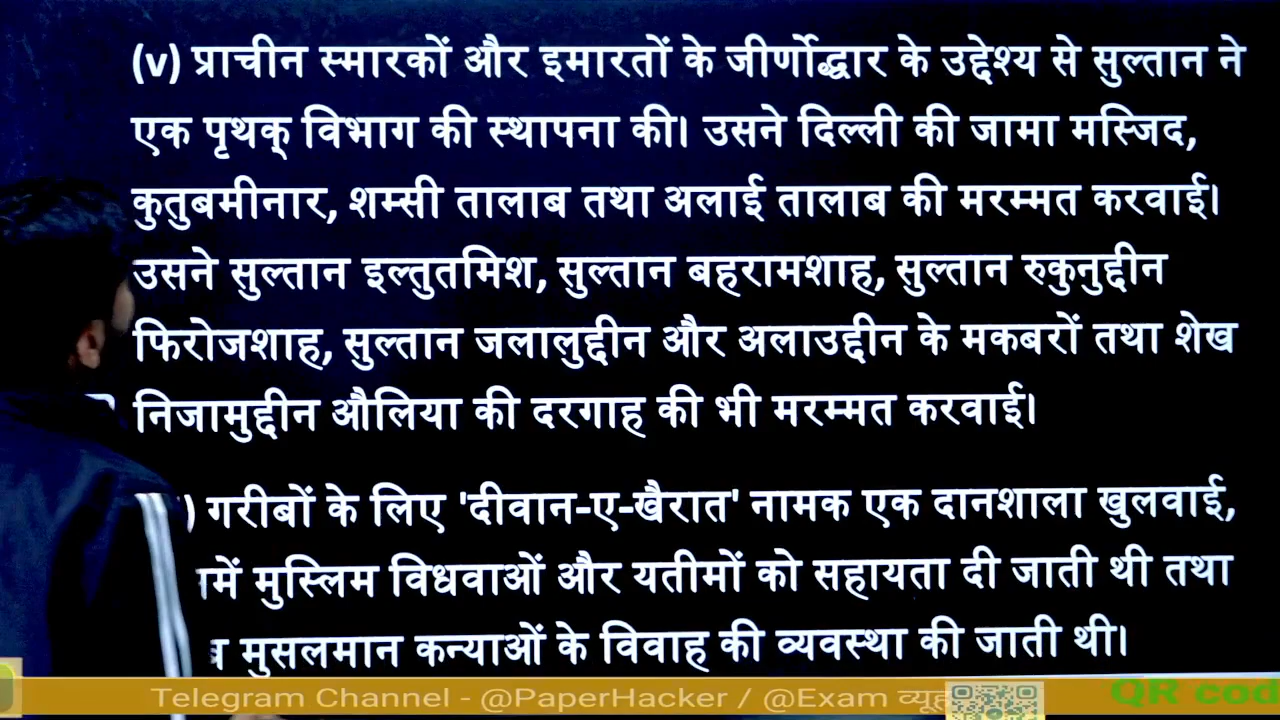 (v) प्राचीन स्मारकों और इमारतों के जीर्णोद्धार के उद्देश्य से सुल्तान ने
एक पृथक् विभाग की स्थापना की। उसने दिल्ली की जामा मस्जिद,
कुतुबमीनार, शम्सी तालाब तथा अलाई तालाब की मरम्मत करवाई।
उसने सुल्तान इल्तुतमिश, सुल्तान बहरामशाह, सुल्तान रुकुनुद्दीन
फिरोजशाह, सुल्तान जलालुद्दीन और अलाउद्दीन के मकबरों तथा शेख
निजामुद्दीन औलिया की दरगाह की भी मरम्मत करवाई।
) गरीबों के लिए 'दीवान-ए-खैरात' नामक एक दानशाला खुलवाई,
में मुस्लिम विधवाओं और यतीमों को सहायता दी जाती थी तथा
मुसलमान कन्याओं के विवाह की व्यवस्था की जाती थी।
Telegram Channel - @PaperHacker / @Exam व्यूह
QR cod